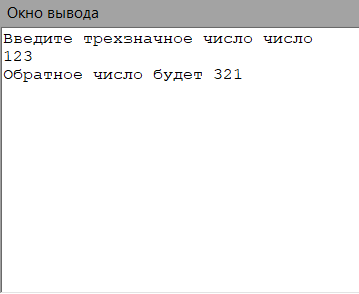 Окно вывода
Введите трехзначное число число
123
Обратное число будет 321